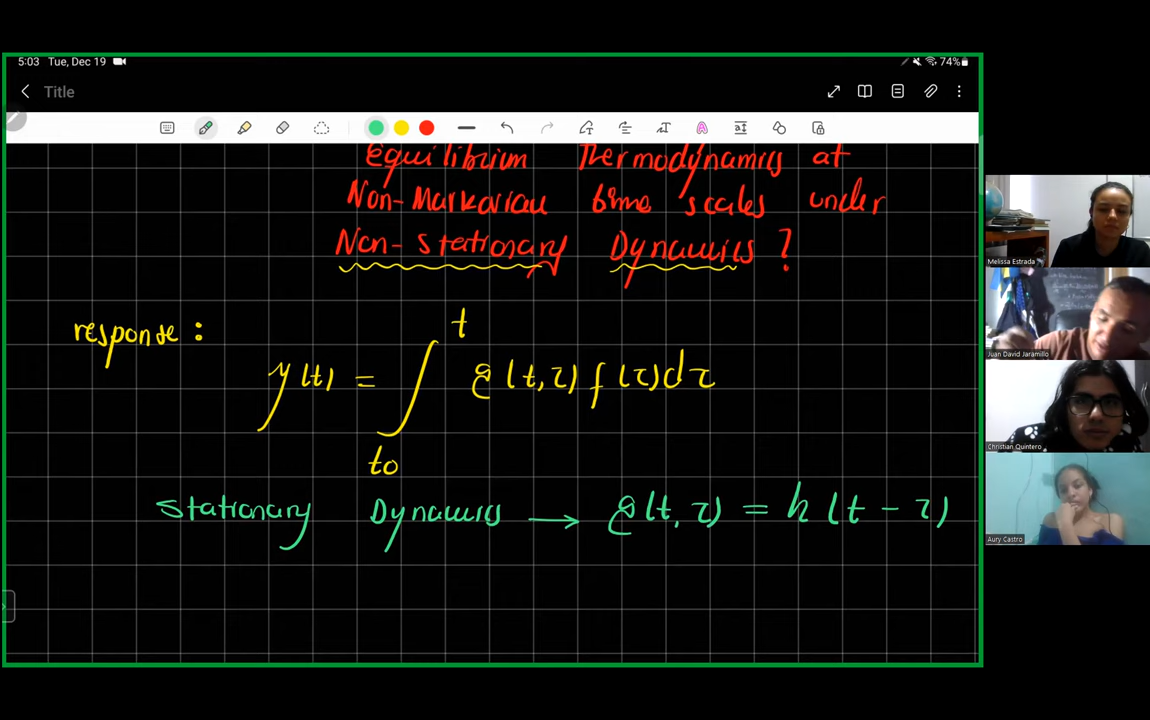 5:03 Tue, Dec 19 74%
Title
Equilibrium Thermodynamics at
Non-Markovian time scales under
Non-stationary Dynamics ?
response:
y(t) = ∫ₜ₀ᵗ g(t,τ) f(τ)dτ
Stationary Dynamics → g(t,τ) = h(t-τ)
Melissa Estrada
Juan David Jaramillo
Christian Quintero
Aury Castro